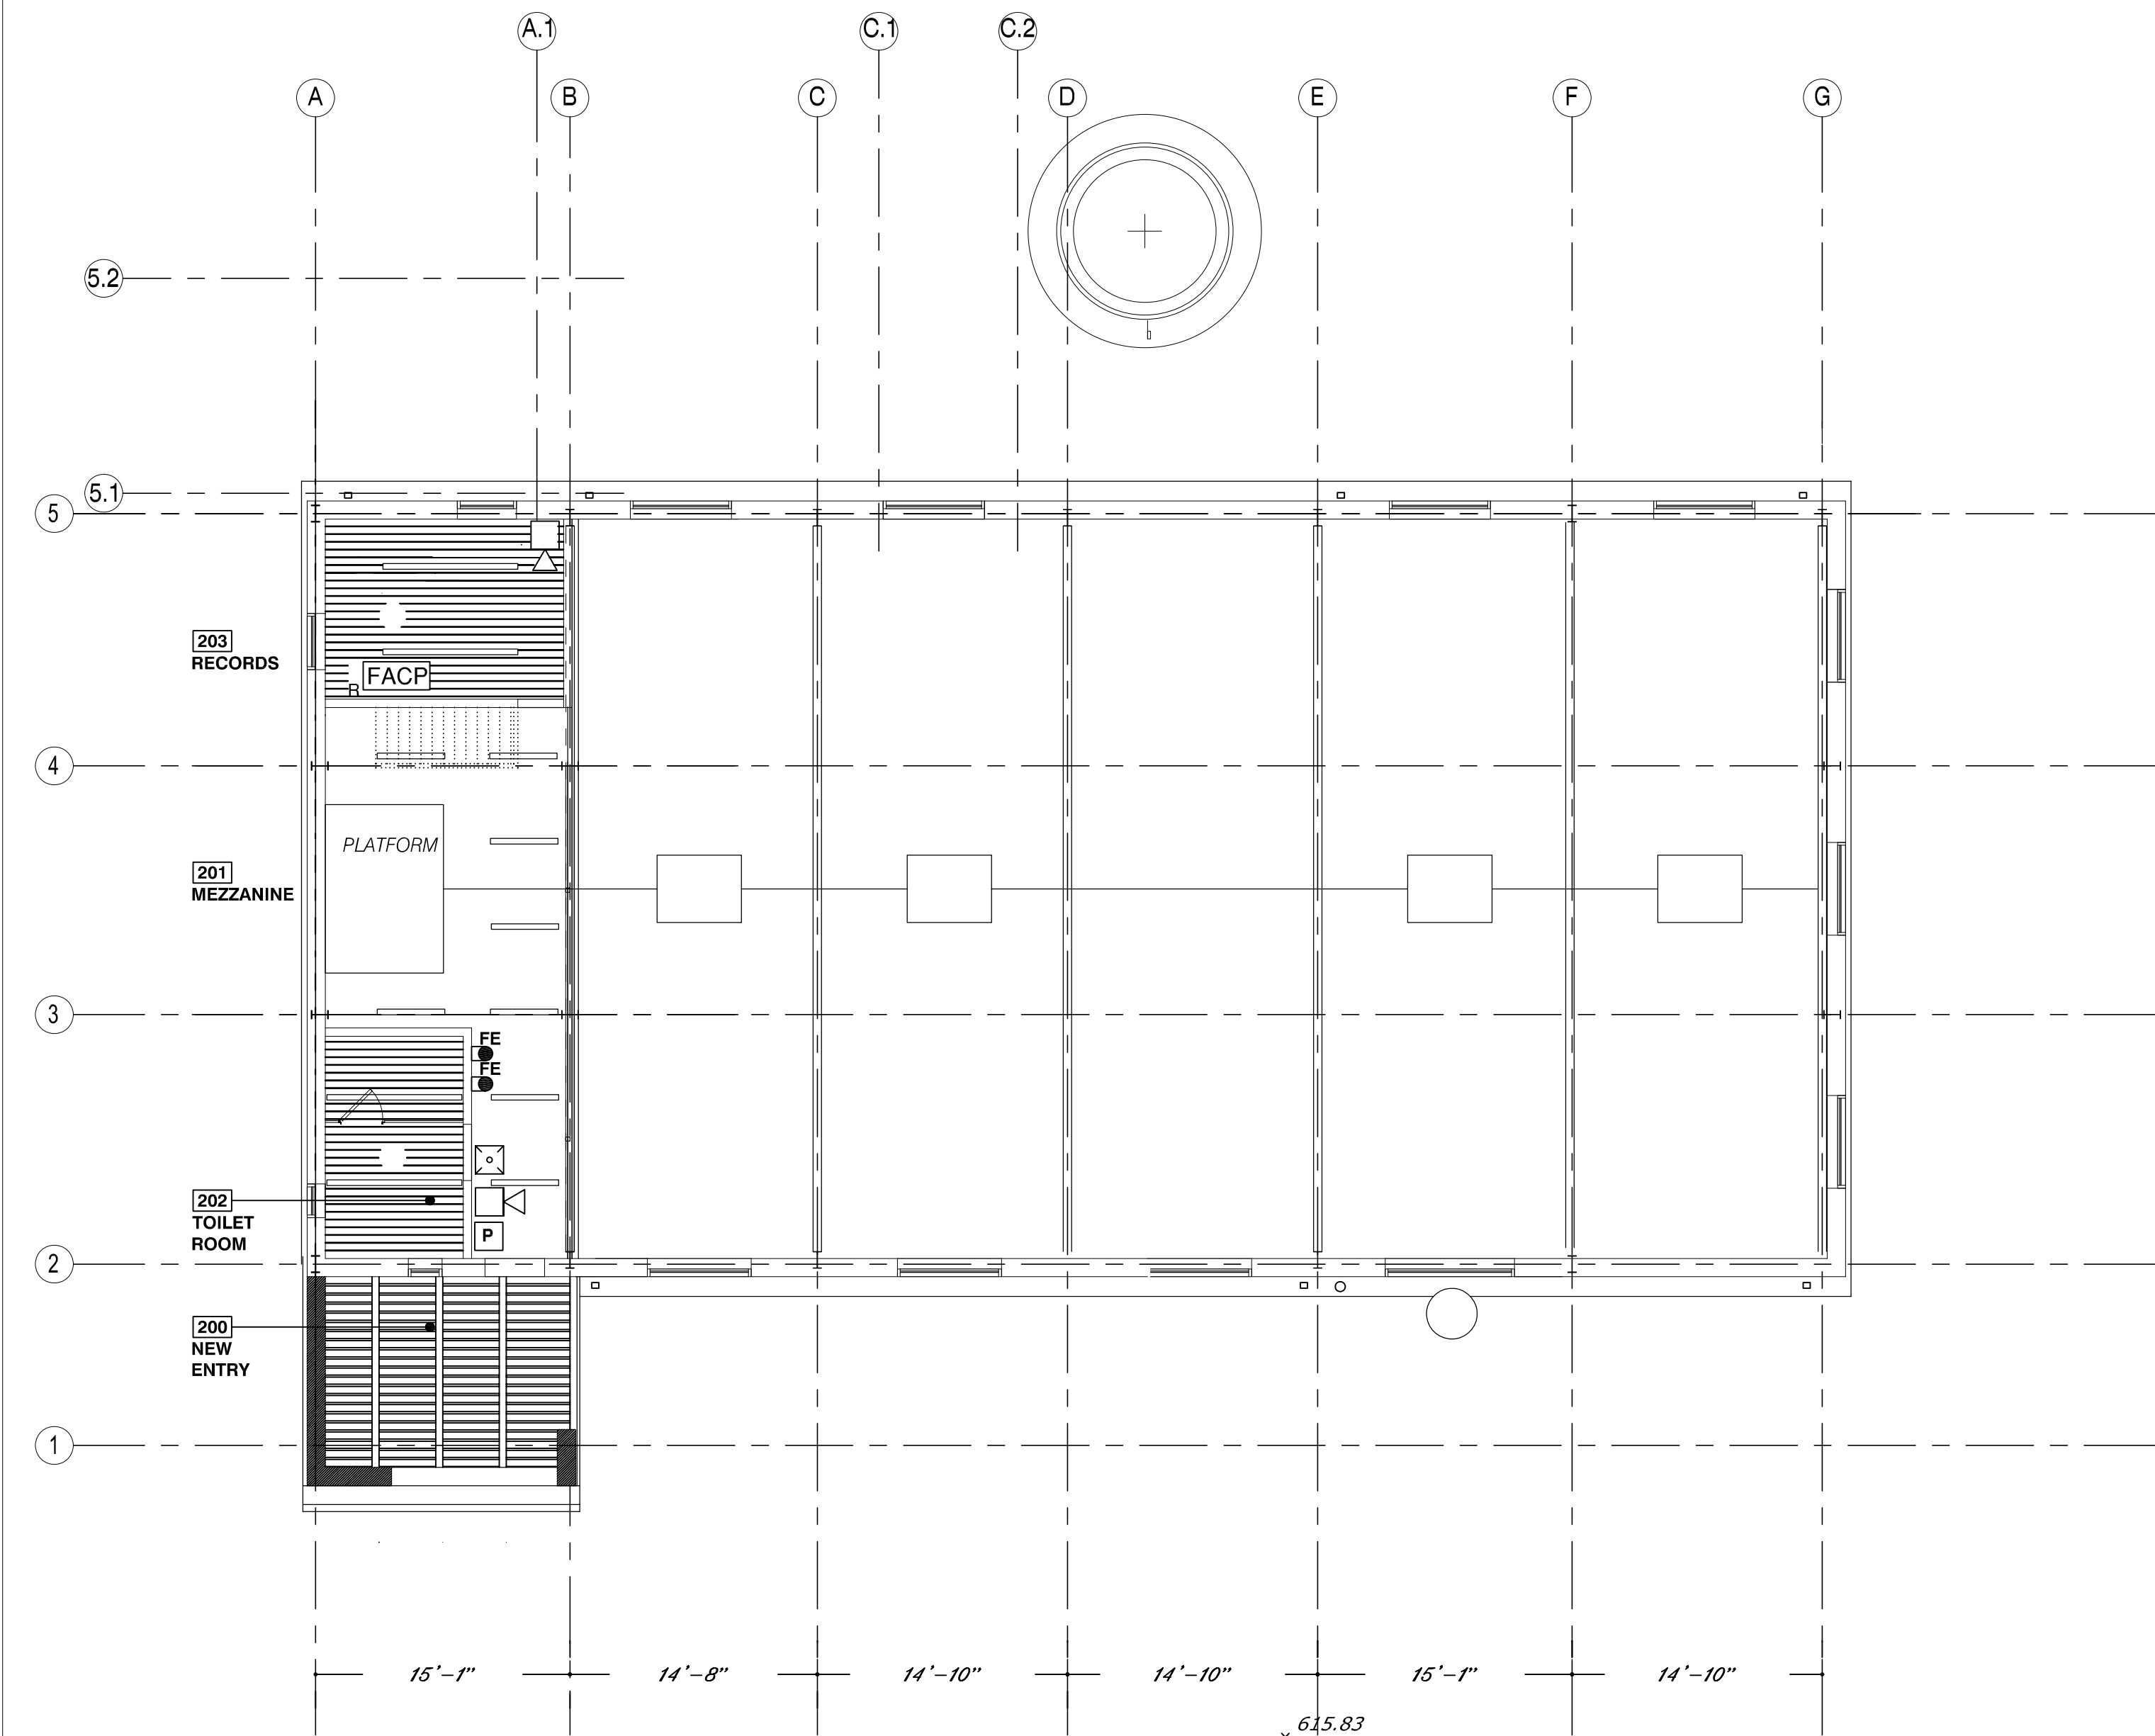 A.1
C.1
C.2
A
B
C
D
E
F
G
5.2
5.1
5
203
RECORDS
FACP
R
4
PLATFORM
201
MEZZANINE
3
FE
FE
202
TOILET
ROOM
P
2
200
NEW
ENTRY
1
15'-1"
14'-8"
14'-10"
14'-10"
15'-1"
14'-10"
615.83